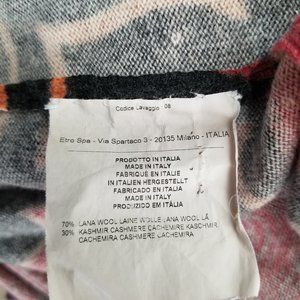 Codice Lavaggio 08
Etro Spa - Via Spartaco 3 - 20135 Milano - ITALIA
PRODOTTO IN ITALIA
MADE IN ITALY
FABRIQUÉ EN ITALIE
IN ITALIEN HERGESTELLT
FABRICADO EN ITALIA
MADE IN ITALY
PRODUZIDO EM ITÁLIA
70% LANA WOOL LAINE WOLLE LANA WOOL LÃ
30% KASHMIR CASHMERE CACHEMIRE KASCHMIR
CACHEMIRA CASHMERE CACHEMIRA